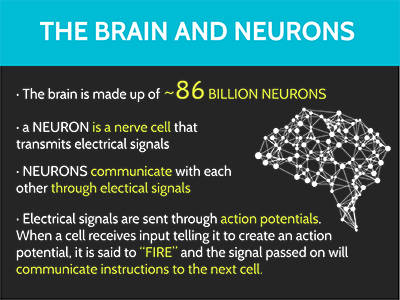 THE BRAIN AND NEURONS
· The brain is made up of ~86 BILLION NEURONS
· a NEURON is a nerve cell that
transmits electrical signals
· NEURONS communicate with each
other through electical signals
· Electrical signals are sent through action potentials.
When a cell receives input telling it to create an action
potential, it is said to “FIRE” and the signal passed on will
communicate instructions to the next cell.